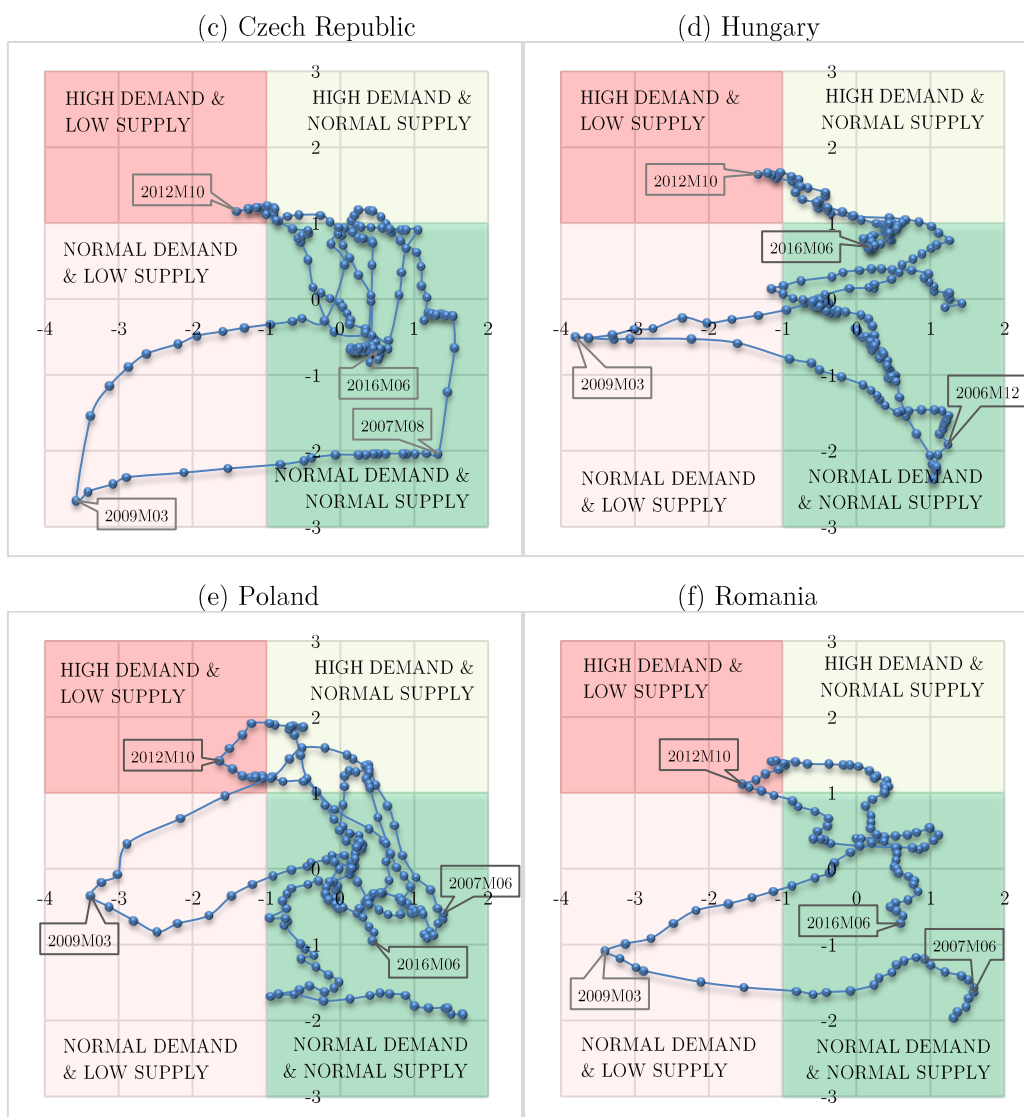 (c) Czech Republic
3
HIGH DEMAND &
LOW SUPPLY
HIGH DEMAND &
NORMAL SUPPLY
2
2012M10
1
NORMAL DEMAND
& LOW SUPPLY
0
-4
-3
-2
-1
0
1
2
-1
2016M06
2007M08
-2
NORMAL DEMAND &
NORMAL SUPPLY
2009M03
-3
(d) Hungary
3
HIGH DEMAND &
LOW SUPPLY
HIGH DEMAND &
NORMAL SUPPLY
2
2012M10
1
2016M06
0
-4
-3
-2
-1
0
1
2
-1
2009M03
2006M12
-2
NORMAL DEMAND
& LOW SUPPLY
NORMAL DEMAND
& NORMAL SUPPLY
-3
(e) Poland
3
HIGH DEMAND &
LOW SUPPLY
HIGH DEMAND &
NORMAL SUPPLY
2
2012M10
1
0
2007M06
-4
-3
-2
-1
0
1
2
2009M03
-1
2016M06
-2
NORMAL DEMAND
& LOW SUPPLY
NORMAL DEMAND
& NORMAL SUPPLY
-3
(f) Romania
3
HIGH DEMAND &
LOW SUPPLY
HIGH DEMAND &
NORMAL SUPPLY
2
2012M10
1
0
-4
-3
-2
-1
0
1
2
2016M06
-1
2007M06
2009M03
-2
NORMAL DEMAND
& LOW SUPPLY
NORMAL DEMAND
& NORMAL SUPPLY
-3